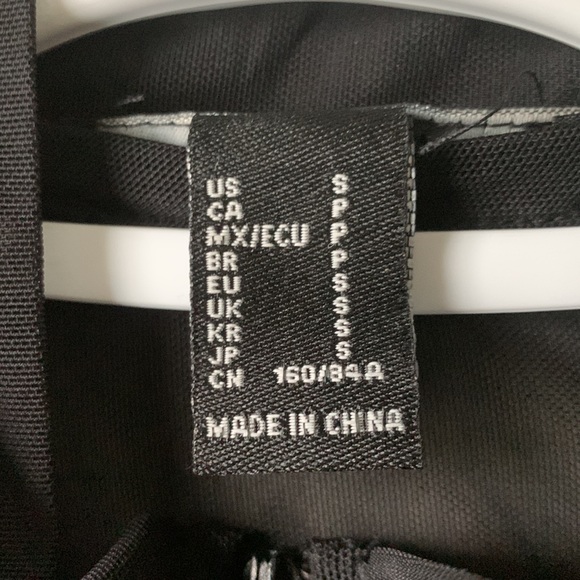 US S
CA P
MX/ECU P
BR P
EU S
UK S
KR S
JP S
CN 160/84A
MADE IN CHINA